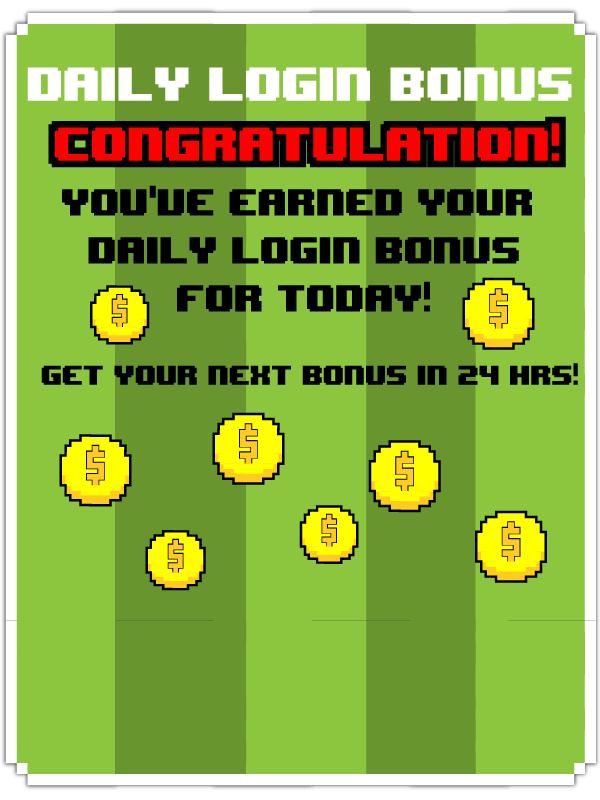 DAILY LOGIN BONUS
CONGRATULATION!
YOU'VE EARNED YOUR
DAILY LOGIN BONUS
FOR TODAY!
$
$
GET YOUR NEXT BONUS IN 24 HRS!
$
$
$
$
$
$